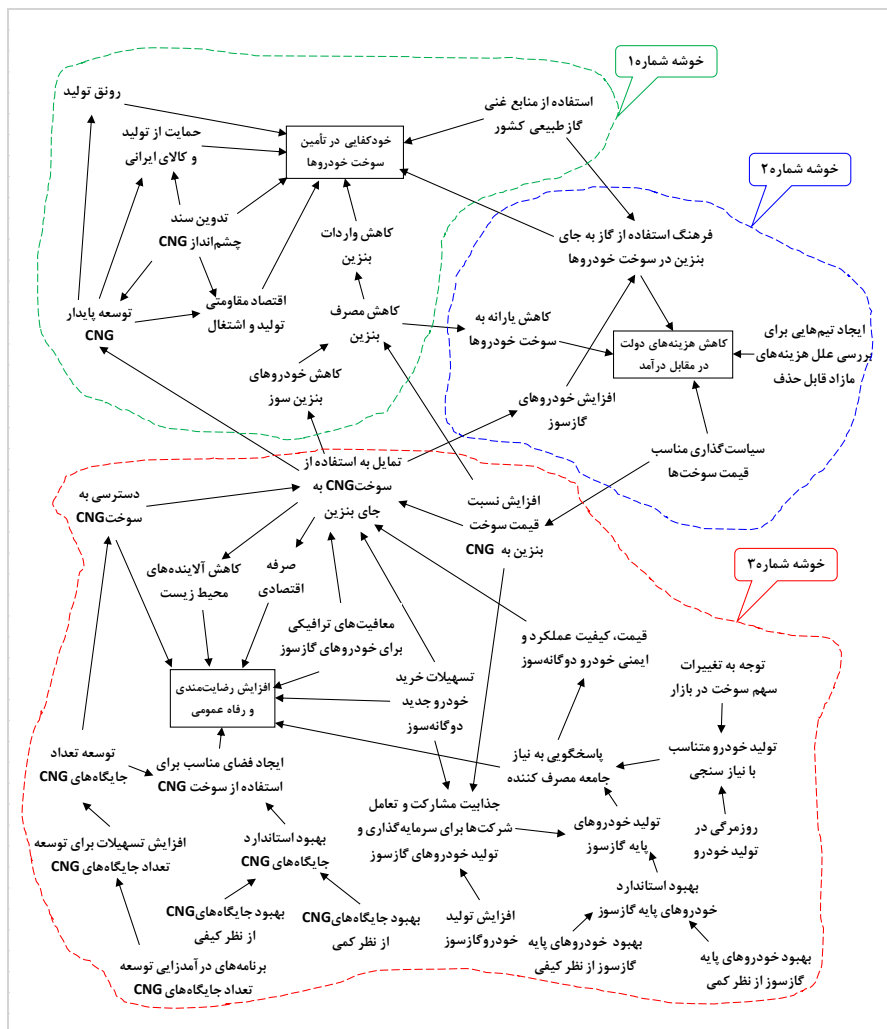 خوشه شماره۱
رونق تولید
استفاده از منابع غنی
گاز طبیعی کشور
حمایت از تولید
و کالای ایرانی
خودکفایی در تأمین
سوخت خودروها
خوشه شماره۲
تدوین سند
چشم‌انداز CNG
کاهش واردات
بنزین
فرهنگ استفاده از گاز به جای
بنزین در سوخت خودروها
توسعه پایدار
CNG
اقتصاد مقاومتی
تولید و اشتغال
کاهش مصرف
بنزین
کاهش یارانه به
سوخت خودروها
کاهش هزینه‌های دولت
در مقابل درآمد
ایجاد تیم‌هایی برای
بررسی علل هزینه‌های
مازاد قابل حذف
کاهش خودروهای
بنزین سوز
افزایش خودروهای
گازسوز
سیاست‌گذاری مناسب
قیمت سوخت‌ها
تمایل به استفاده از
سوخت CNG به
جای بنزین
دسترسی به
سوخت CNG
افزایش نسبت
قیمت سوخت
بنزین به CNG
خوشه شماره۳
کاهش آلاینده‌های
محیط زیست
صرفه
اقتصادی
معافیت‌های ترافیکی
برای خودروهای گازسوز
قیمت، کیفیت عملکرد و
ایمنی خودرو دوگانه‌سوز
توجه به تغییرات
سهم سوخت در بازار
افزایش رضایت‌مندی
و رفاه عمومی
تسهیلات خرید
خودرو جدید
دوگانه‌سوز
توسعه تعداد
جایگاه‌های CNG
ایجاد فضای مناسب برای
استفاده از سوخت CNG
پاسخگویی به نیاز
جامعه مصرف کننده
تولید خودرو متناسب
با نیاز سنجی
جذابیت مشارکت و تعامل
شرکت‌ها برای سرمایه‌گذاری و
تولید خودروهای گازسوز
تولید خودروهای
پایه گازسوز
روزمرگی در
تولید خودرو
افزایش تسهیلات برای توسعه
تعداد جایگاه‌های CNG
بهبود استاندارد
جایگاه‌های CNG
بهبود استاندارد
خودروهای پایه گازسوز
بهبود جایگاه‌های CNG
از نظر کیفی
بهبود جایگاه‌های CNG
از نظر کمی
افزایش تولید
خودرو گازسوز
بهبود خودروهای پایه
گازسوز از نظر کیفی
بهبود خودروهای پایه
گازسوز از نظر کمی
برنامه‌های درآمدزایی توسعه
تعداد جایگاه‌های CNG